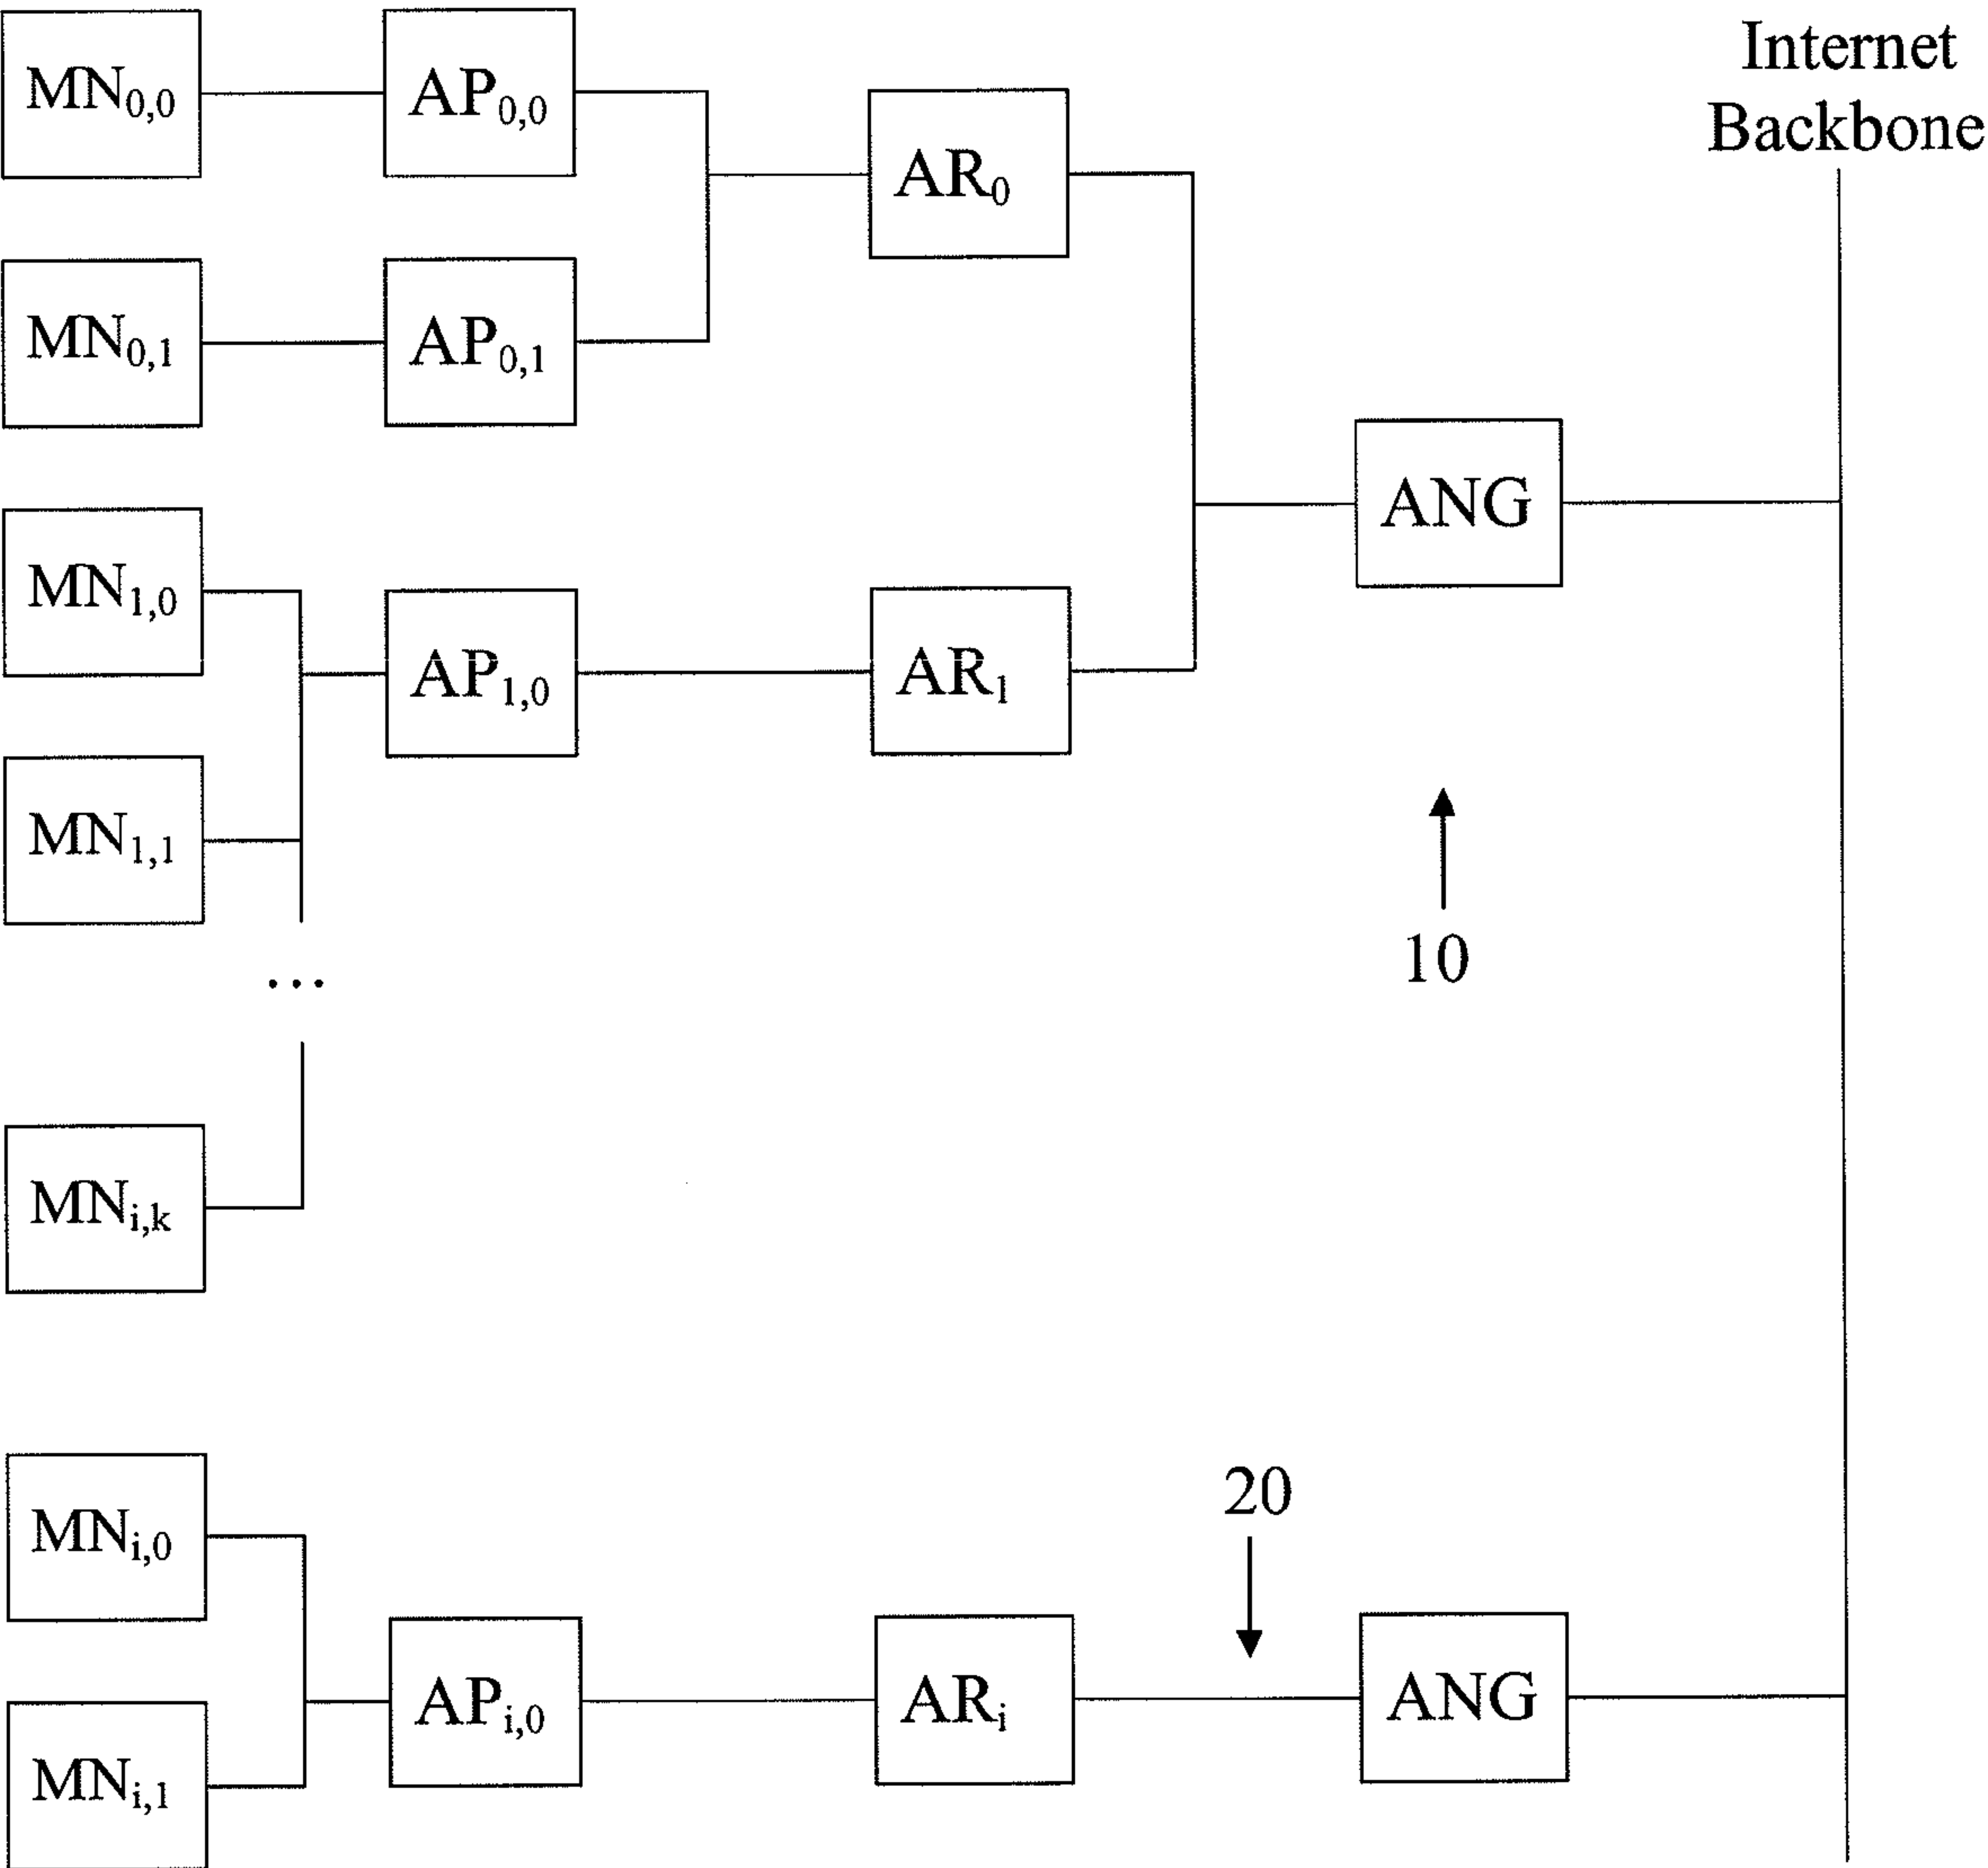 Internet
Backbone
MN0,0
AP0,0
AR0
MN0,1
AP0,1
ANG
MN1,0
AP1,0
AR1
MN1,1
10
...
MNi,k
20
MNi,0
APi,0
ARi
ANG
MNi,1